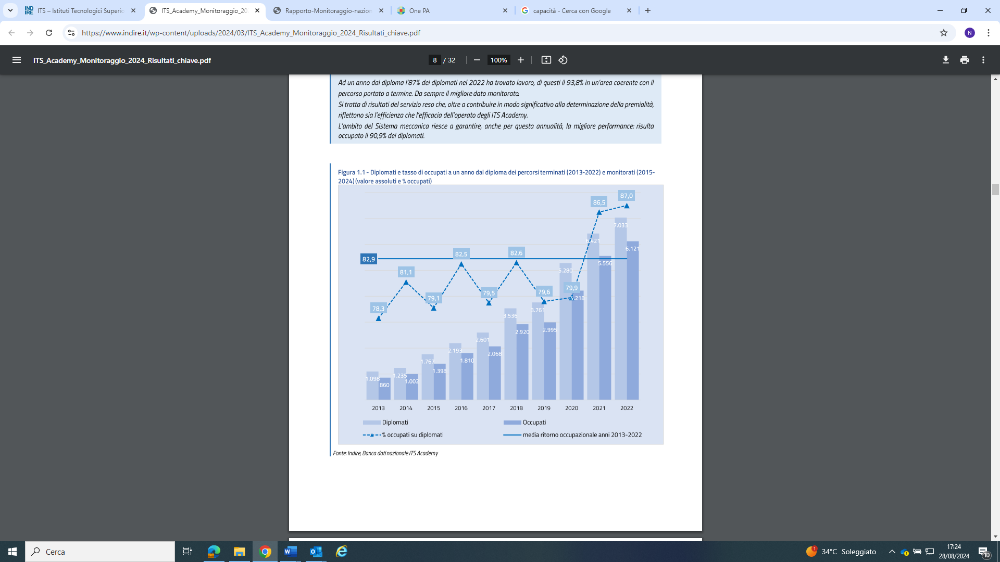 ITS – Istituti Tecnologici Superio
ITS_Academy_Monitoraggio_20
Rapporto-Monitoraggio-nazion
One PA
capacità - Cerca con Google
https://www.indire.it/wp-content/uploads/2024/03/ITS_Academy_Monitoraggio_2024_Risultati_chiave.pdf
N
ITS_Academy_Monitoraggio_2024_Risultati_chiave.pdf
8 / 32
100%
Ad un anno dal diploma l'87% dei diplomati nel 2022 ha trovato lavoro, di questi il 93,8% in un'area coerente con il
percorso portato a termine. Da sempre il migliore dato monitorato.
Si tratta di risultati del servizio reso che, oltre a contribuire in modo significativo alla determinazione della premialità,
riflettono sia l'efficienza che l'efficacia dell'operato degli ITS Academy.
L'ambito del Sistema meccanica riesce a garantire, anche per questa annualità, la migliore performance: risulta
occupato il 90,9% dei diplomati.
Figura 1.1 - Diplomati e tasso di occupati a un anno dal diploma dei percorsi terminati (2013-2022) e monitorati (2015-
2024) (valore assoluti e % occupati)
87,0
86,5
7.033
6.421
6.121
82,5
82,6
82,9
5.556
81,1
5.280
79,9
79,6
79,5
79,1
4.218
78,3
3.761
3.536
2.995
2.920
2.601
2.193
2.068
1.810
1.767
1.398
1.235
1.098
1.002
860
2013 2014 2015 2016 2017 2018 2019 2020 2021 2022
Diplomati
Occupati
% occupati su diplomati
media ritorno occupazionale anni 2013-2022
Fonte: Indire, Banca dati nazionale ITS Academy
Cerca
1
34°C Soleggiato
17:24
28/08/2024
10